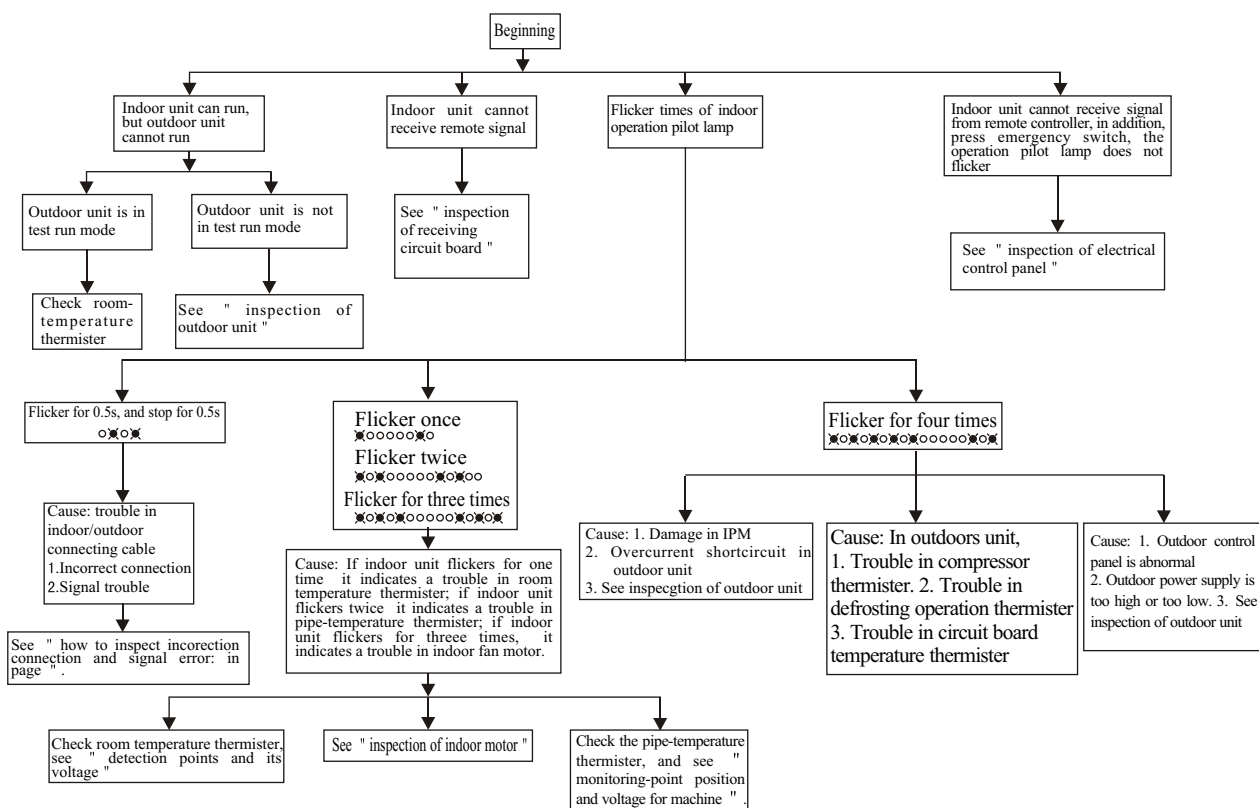 Beginning
Indoor unit can run,
but outdoor unit
cannot run
Indoor unit cannot
receive remote signal
Flicker times of indoor
operation pilot lamp
Indoor unit cannot receive signal
from remote controller, in addition,
press emergency switch, the
operation pilot lamp does not
flicker
Outdoor unit is in
test run mode
Outdoor unit is not
in test run mode
See " inspection
of receiving
circuit board "
See " inspection of electrical
control panel "
Check room-
temperature
thermister
See " inspection of
outdoor unit "
Flicker for 0.5s, and stop for 0.5s
Flicker once
Flicker twice
Flicker for three times
Flicker for four times
Cause: trouble in
indoor/outdoor
connecting cable
1.Incorrect connection
2.Signal trouble
Cause: If indoor unit flickers for one
time it indicates a trouble in room
temperature thermister; if indoor unit
flickers twice it indicates a trouble in
pipe-temperature thermister; if indoor
unit flickers for threee times, it
indicates a trouble in indoor fan motor.
Cause: 1. Damage in IPM
2. Overcurrent shortcircuit in
outdoor unit
3. See inspecgtion of outdoor unit
Cause: In outdoors unit,
1. Trouble in compressor
thermister. 2. Trouble in
defrosting operation thermister
3. Trouble in circuit board
temperature thermister
Cause: 1. Outdoor control
panel is abnormal
2. Outdoor power supply is
too high or too low. 3. See
inspection of outdoor unit
See " how to inspect incorection
connection and signal error: in
page " .
Check room temperature thermister,
see " detection points and its
voltage "
See " inspection of indoor motor "
Check the pipe-temperature
thermister, and see "
monitoring-point position
and voltage for machine " .